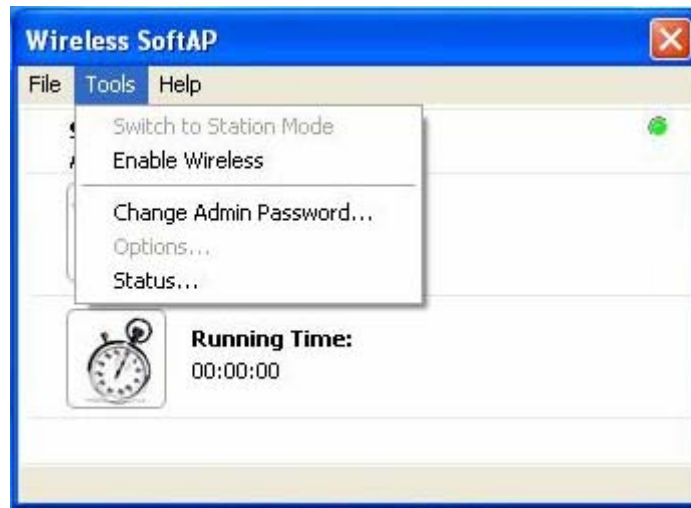 Wireless SoftAP
File Tools Help
Switch to Station Mode
Enable Wireless
Change Admin Password...
Options...
Status...
Running Time:
00:00:00